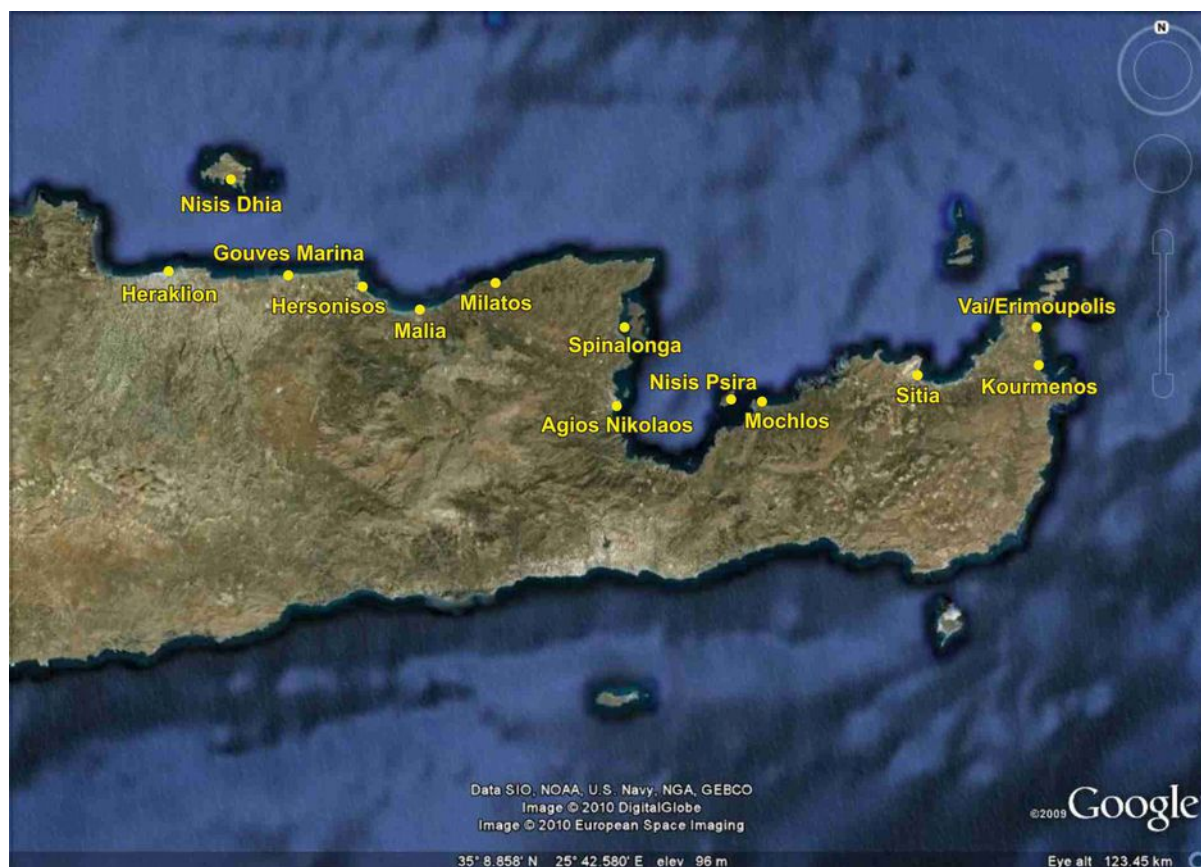 N
Nisis Dhia
Gouves Marina
Heraklion
Hersonisos
Milatos
Malia
Vai/Erimoupolis
Spinalonga
Nisis Psira
Kourmenos
Sitia
Mochlos
Agios Nikolaos
Data SIO, NOAA, U.S. Navy, NGA, GEBCO
Image © 2010 DigitalGlobe
Image © 2010 European Space Imaging
©2009 Google
35° 8.858' N 25° 42.580' E elev 96 m
Eye alt 123.45 km